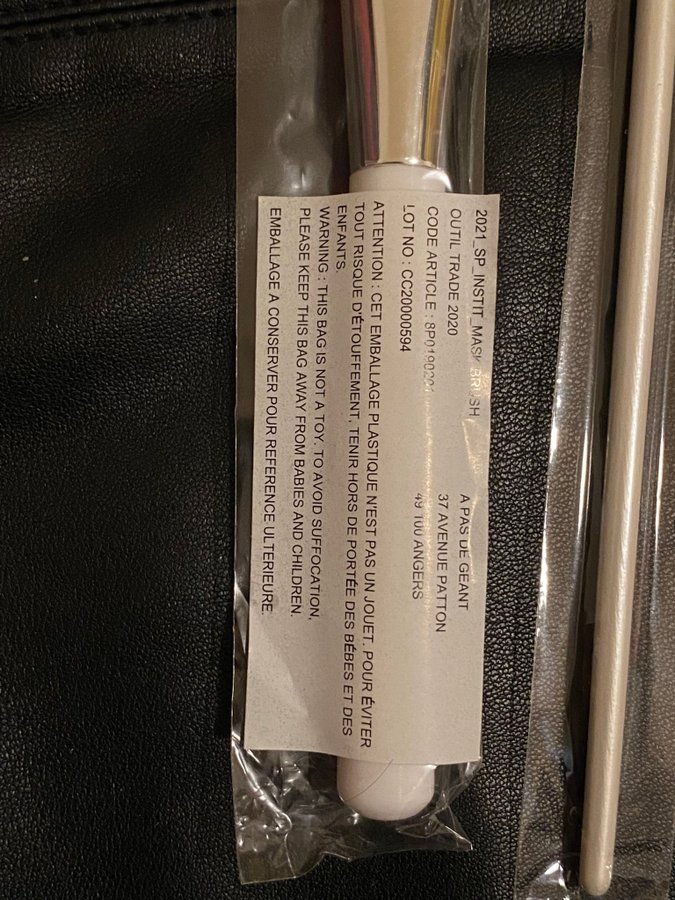 2021_SP_INSTIT_MASK BRUSH
OUTIL TRADE 2020
CODE ARTICLE :
LOT NO : CC20000594
A PAS DE GEANT
37 AVENUE PATTON
49 100 ANGERS
ATTENTION : CET EMBALLAGE PLASTIQUE N'EST PAS UN JOUET. POUR ÉVITER
TOUT RISQUE D'ÉTOUFFEMENT, TENIR HORS DE PORTÉE DES BÉBES ET DES
ENFANTS.
WARNING : THIS BAG IS NOT A TOY. TO AVOID SUFFOCATION,
PLEASE KEEP THIS BAG AWAY FROM BABIES AND CHILDREN.
EMBALLAGE A CONSERVER POUR REFERENCE ULTERIEURE